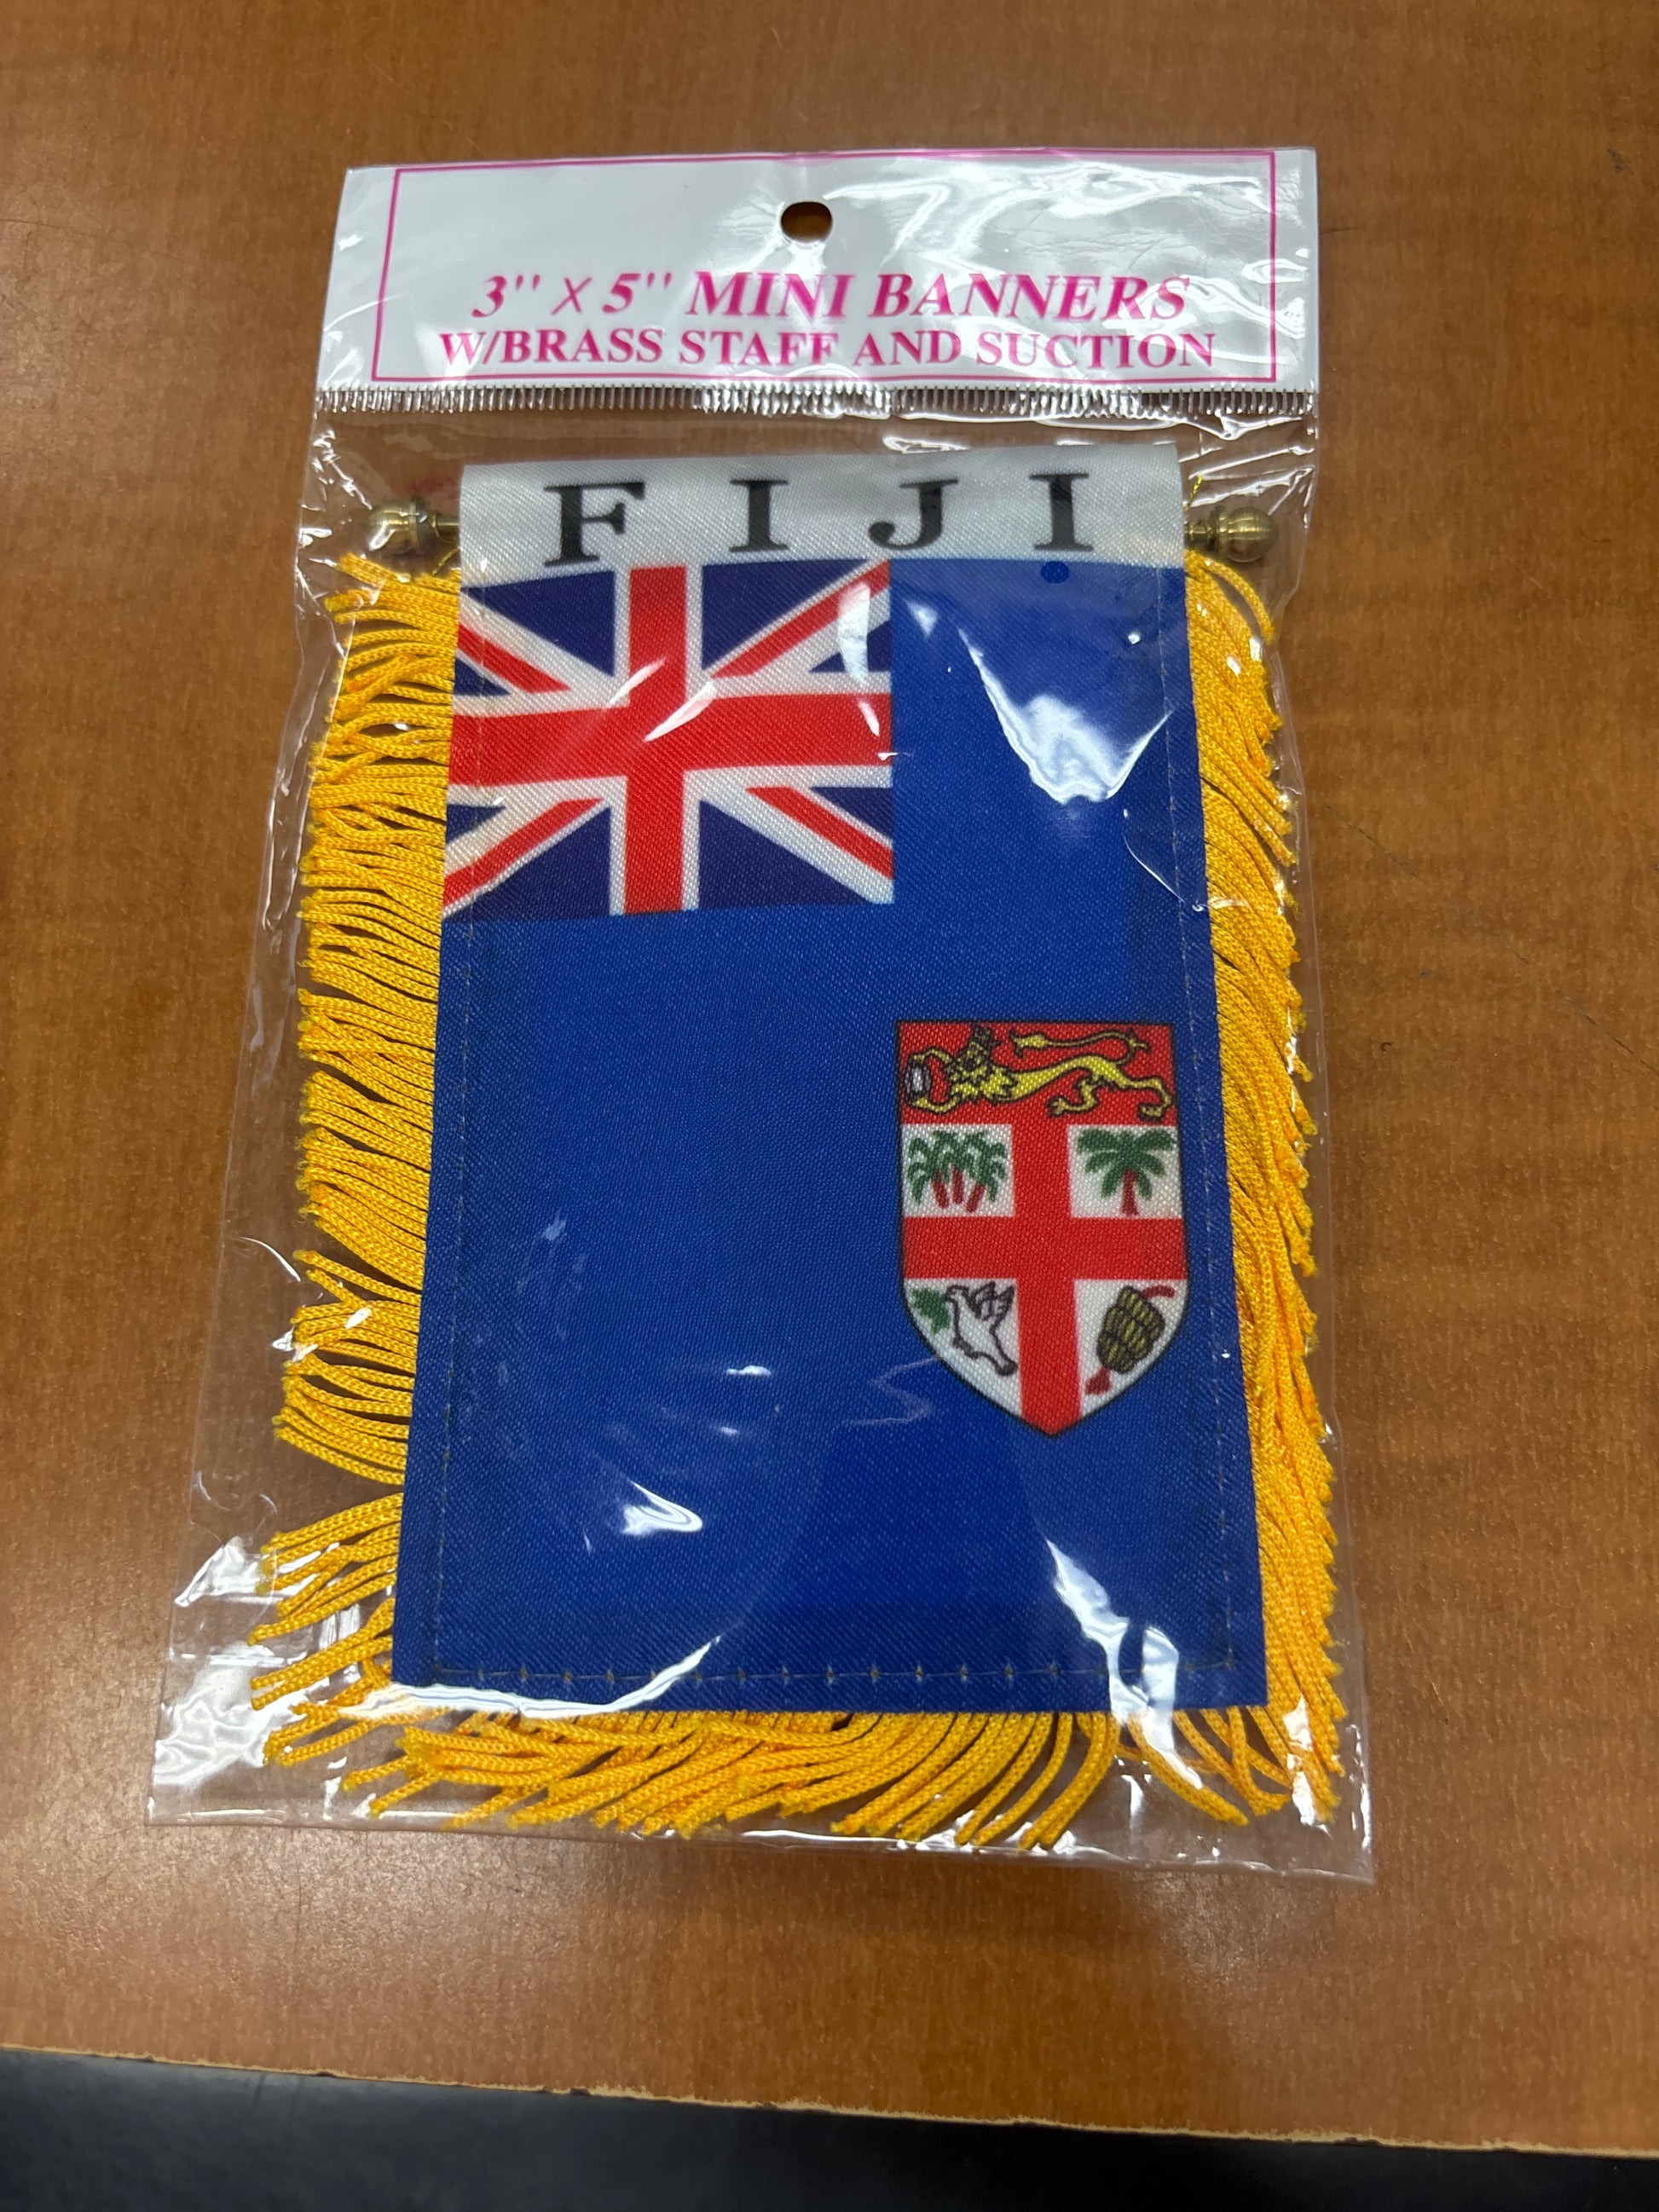 3" X 5" MINI BANNERS
W/BRASS STAFF AND SUCTION
FIJI